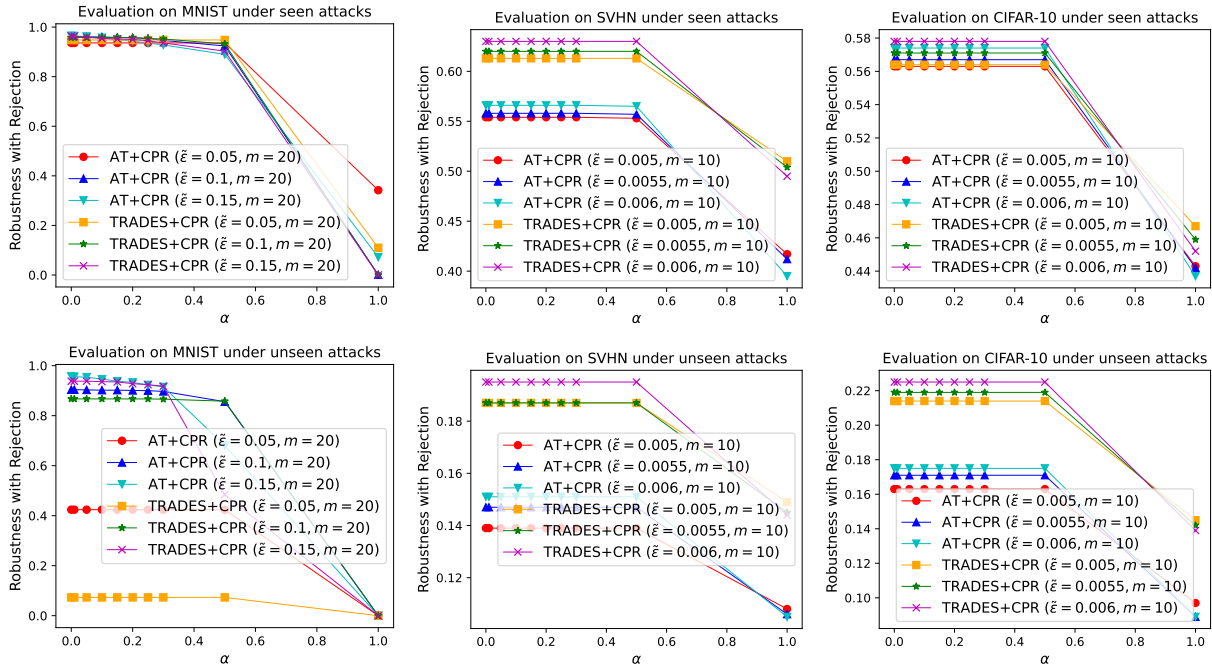 Evaluation on MNIST under seen attacks
Robustness with Rejection
1.0
0.8
0.6
0.4
0.2
0.0
AT+CPR (ε̃ = 0.05, m = 20)
AT+CPR (ε̃ = 0.1, m = 20)
AT+CPR (ε̃ = 0.15, m = 20)
TRADES+CPR (ε̃ = 0.05, m = 20)
TRADES+CPR (ε̃ = 0.1, m = 20)
TRADES+CPR (ε̃ = 0.15, m = 20)
0.0 0.2 0.4 0.6 0.8 1.0
α
Evaluation on SVHN under seen attacks
Robustness with Rejection
0.60
0.55
0.50
0.45
0.40
AT+CPR (ε̃ = 0.005, m = 10)
AT+CPR (ε̃ = 0.0055, m = 10)
AT+CPR (ε̃ = 0.006, m = 10)
TRADES+CPR (ε̃ = 0.005, m = 10)
TRADES+CPR (ε̃ = 0.0055, m = 10)
TRADES+CPR (ε̃ = 0.006, m = 10)
0.0 0.2 0.4 0.6 0.8 1.0
α
Evaluation on CIFAR-10 under seen attacks
Robustness with Rejection
0.58
0.56
0.54
0.52
0.50
0.48
0.46
0.44
AT+CPR (ε̃ = 0.005, m = 10)
AT+CPR (ε̃ = 0.0055, m = 10)
AT+CPR (ε̃ = 0.006, m = 10)
TRADES+CPR (ε̃ = 0.005, m = 10)
TRADES+CPR (ε̃ = 0.0055, m = 10)
TRADES+CPR (ε̃ = 0.006, m = 10)
0.0 0.2 0.4 0.6 0.8 1.0
α
Evaluation on MNIST under unseen attacks
Robustness with Rejection
1.0
0.8
0.6
0.4
0.2
0.0
AT+CPR (ε̃ = 0.05, m = 20)
AT+CPR (ε̃ = 0.1, m = 20)
AT+CPR (ε̃ = 0.15, m = 20)
TRADES+CPR (ε̃ = 0.05, m = 20)
TRADES+CPR (ε̃ = 0.1, m = 20)
TRADES+CPR (ε̃ = 0.15, m = 20)
0.0 0.2 0.4 0.6 0.8 1.0
α
Evaluation on SVHN under unseen attacks
Robustness with Rejection
0.18
0.16
0.14
0.12
AT+CPR (ε̃ = 0.005, m = 10)
AT+CPR (ε̃ = 0.0055, m = 10)
AT+CPR (ε̃ = 0.006, m = 10)
TRADES+CPR (ε̃ = 0.005, m = 10)
TRADES+CPR (ε̃ = 0.0055, m = 10)
TRADES+CPR (ε̃ = 0.006, m = 10)
0.0 0.2 0.4 0.6 0.8 1.0
α
Evaluation on CIFAR-10 under unseen attacks
Robustness with Rejection
0.22
0.20
0.18
0.16
0.14
0.12
0.10
AT+CPR (ε̃ = 0.005, m = 10)
AT+CPR (ε̃ = 0.0055, m = 10)
AT+CPR (ε̃ = 0.006, m = 10)
TRADES+CPR (ε̃ = 0.005, m = 10)
TRADES+CPR (ε̃ = 0.0055, m = 10)
TRADES+CPR (ε̃ = 0.006, m = 10)
0.0 0.2 0.4 0.6 0.8 1.0
α